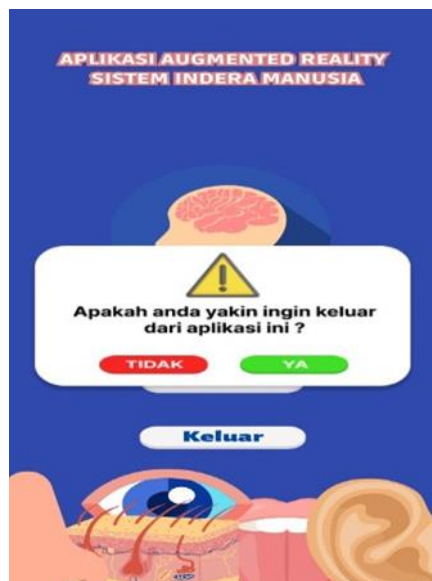 APLIKASI AUGMENTED REALITY
SISTEM INDERA MANUSIA
Apakah anda yakin ingin keluar
dari aplikasi ini ?
TIDAK
YA
Keluar